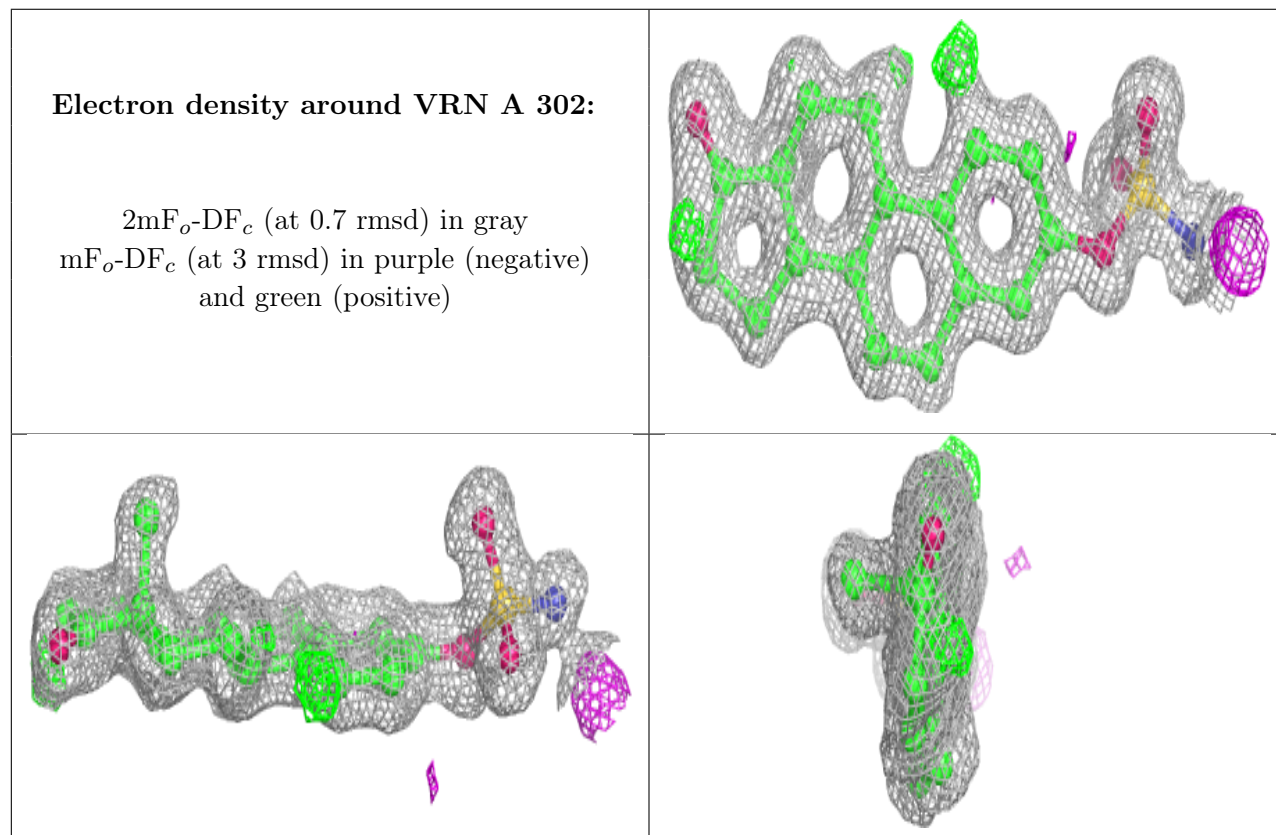 Electron density around VRN A 302:
2mFo-DFc (at 0.7 rmsd) in gray
mFo-DFc (at 3 rmsd) in purple (negative)
and green (positive)